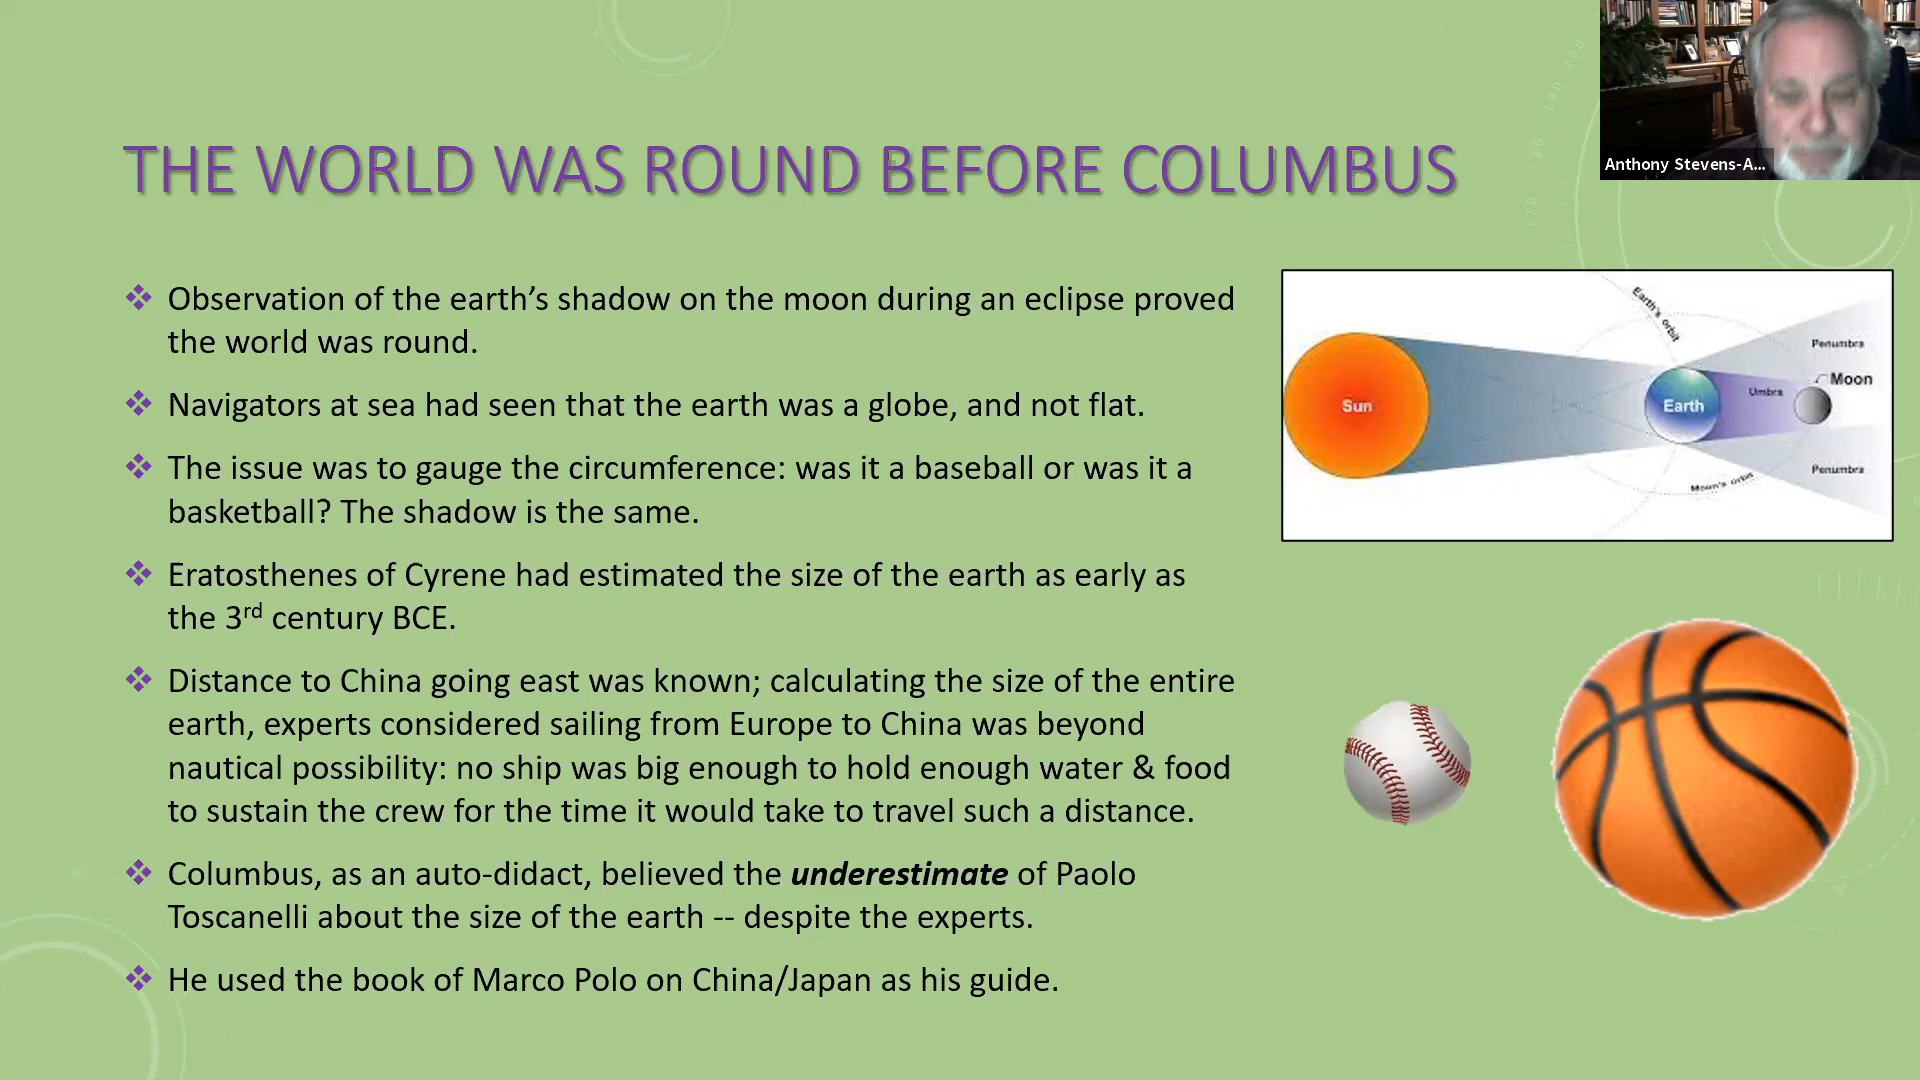 THE WORLD WAS ROUND BEFORE COLUMBUS
Anthony Stevens-A...
Observation of the earth’s shadow on the moon during an eclipse proved
the world was round.
Navigators at sea had seen that the earth was a globe, and not flat.
The issue was to gauge the circumference: was it a baseball or was it a
basketball? The shadow is the same.
Eratosthenes of Cyrene had estimated the size of the earth as early as
the 3rd century BCE.
Distance to China going east was known; calculating the size of the entire
earth, experts considered sailing from Europe to China was beyond
nautical possibility: no ship was big enough to hold enough water & food
to sustain the crew for the time it would take to travel such a distance.
Columbus, as an auto-didact, believed the underestimate of Paolo
Toscanelli about the size of the earth -- despite the experts.
He used the book of Marco Polo on China/Japan as his guide.
Earth's orbit
Penumbra
Moon
Umbra
Sun
Earth
Penumbra
Moon's orbit
190 200